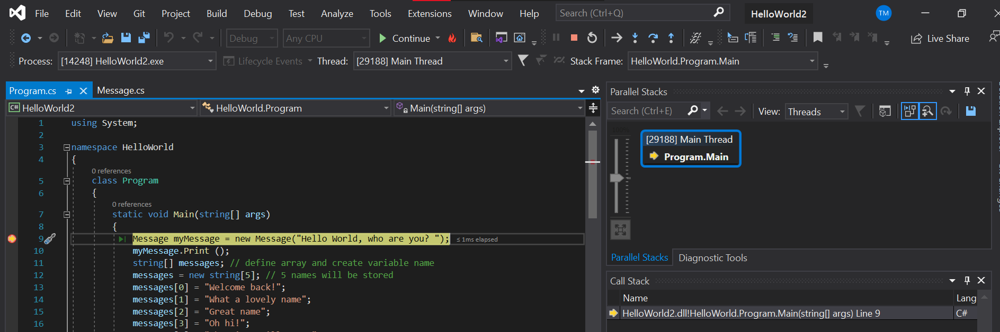 File Edit View Git Project Build Debug Test Analyze Tools Extensions Window Help Search (Ctrl+Q) HelloWorld2 TM
Debug Any CPU Continue Live Share
Process: [14248] HelloWorld2.exe Lifecycle Events Thread: [29188] Main Thread Stack Frame: HelloWorld.Program.Main
Program.cs Message.cs
C# HelloWorld2 HelloWorld.Program Main(string[] args)
1 using System;
2
3 namespace HelloWorld
4 {
0 references
5 class Program
6 {
0 references
7 static void Main(string[] args)
8 {
9 Message myMessage = new Message("Hello World, who are you? "); ≤ 1ms elapsed
10 myMessage.Print ();
11 string[] messages; // define array and create variable name
12 messages = new string[5]; // 5 names will be stored
13 messages[0] = "Welcome back!";
14 messages[1] = "What a lovely name";
15 messages[2] = "Great name";
16 messages[3] = "Oh hi!";
Parallel Stacks
Search (Ctrl+E) View: Threads
100%
[29188] Main Thread
Program.Main
Parallel Stacks Diagnostic Tools
Call Stack
Name Lang
HelloWorld2.dll!HelloWorld.Program.Main(string[] args) Line 9 C#